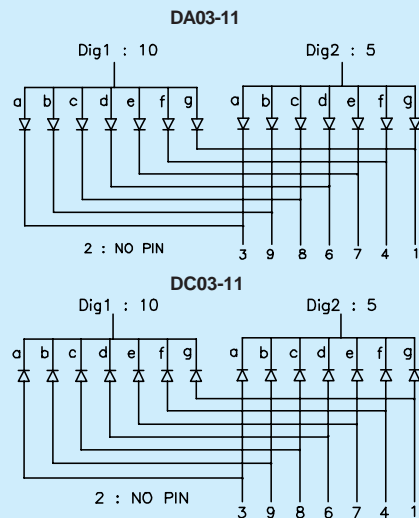 DA03-11
Dig1 : 10 Dig2 : 5
a b c d e f g a b c d e f g
2 : NO PIN 3 9 8 6 7 4 1
DC03-11
Dig1 : 10 Dig2 : 5
a b c d e f g a b c d e f g
2 : NO PIN 3 9 8 6 7 4 1